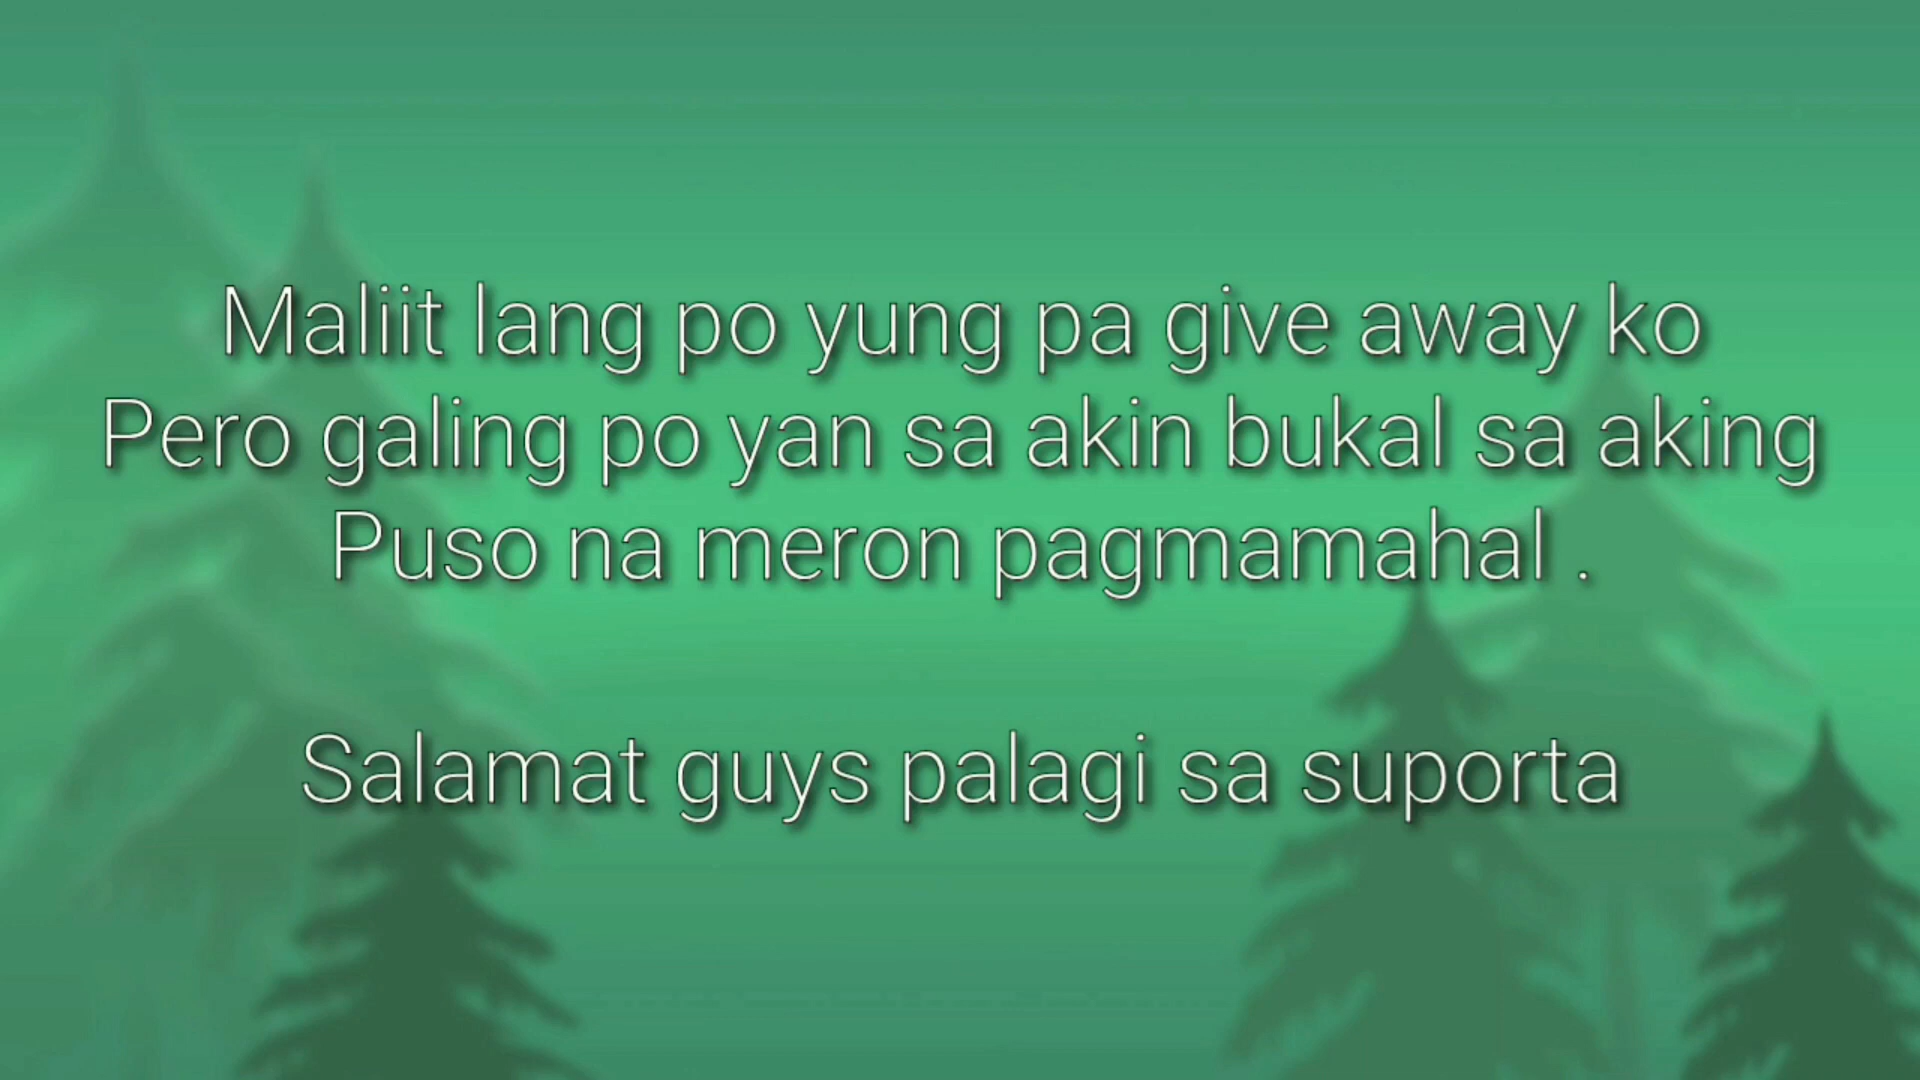 Maliit lang po yung pa give away ko
Pero galing po yan sa akin bukal sa aking
Puso na meron pagmamahal .
Salamat guys palagi sa suporta